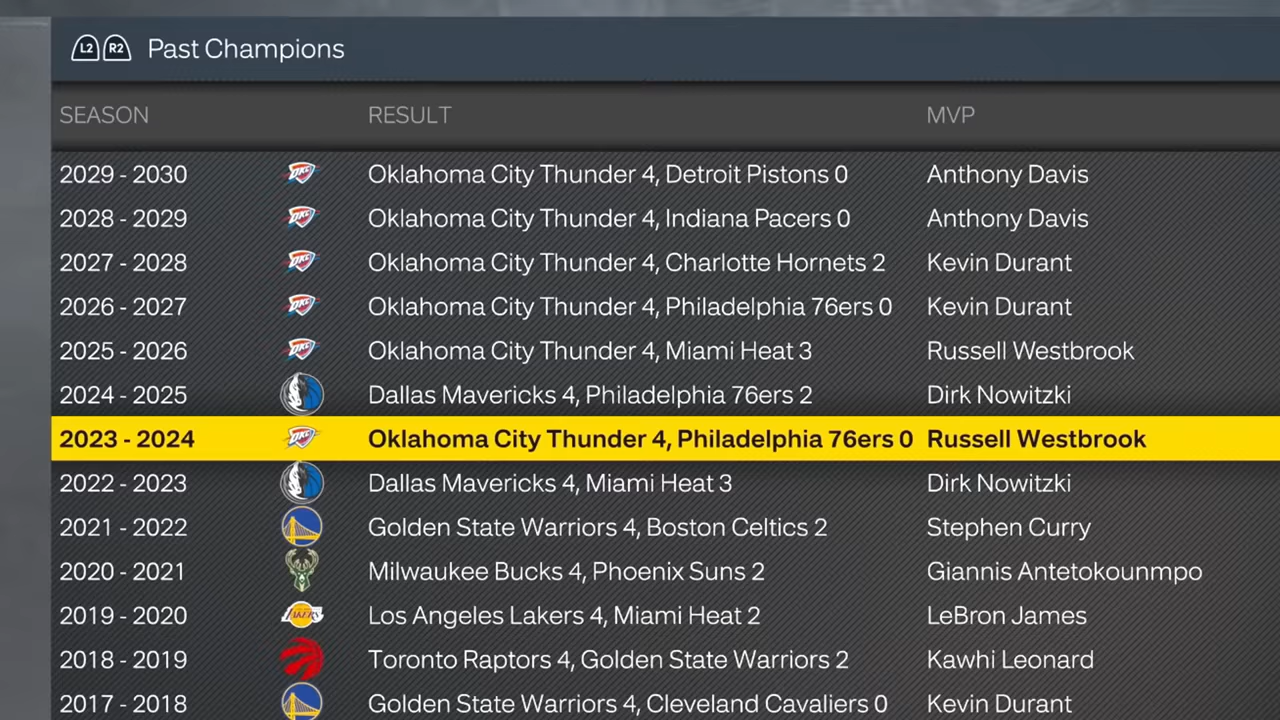 L2 R2 Past Champions
SEASON RESULT MVP
2029 - 2030 OKC Oklahoma City Thunder 4, Detroit Pistons 0 Anthony Davis
2028 - 2029 OKC Oklahoma City Thunder 4, Indiana Pacers 0 Anthony Davis
2027 - 2028 OKC Oklahoma City Thunder 4, Charlotte Hornets 2 Kevin Durant
2026 - 2027 OKC Oklahoma City Thunder 4, Philadelphia 76ers 0 Kevin Durant
2025 - 2026 OKC Oklahoma City Thunder 4, Miami Heat 3 Russell Westbrook
2024 - 2025 Dallas Mavericks 4, Philadelphia 76ers 2 Dirk Nowitzki
2023 - 2024 OKC Oklahoma City Thunder 4, Philadelphia 76ers 0 Russell Westbrook
2022 - 2023 Dallas Mavericks 4, Miami Heat 3 Dirk Nowitzki
2021 - 2022 Golden State Warriors 4, Boston Celtics 2 Stephen Curry
2020 - 2021 Milwaukee Bucks 4, Phoenix Suns 2 Giannis Antetokounmpo
2019 - 2020 LAKERS Los Angeles Lakers 4, Miami Heat 2 LeBron James
2018 - 2019 Toronto Raptors 4, Golden State Warriors 2 Kawhi Leonard
2017 - 2018 Golden State Warriors 4, Cleveland Cavaliers 0 Kevin Durant